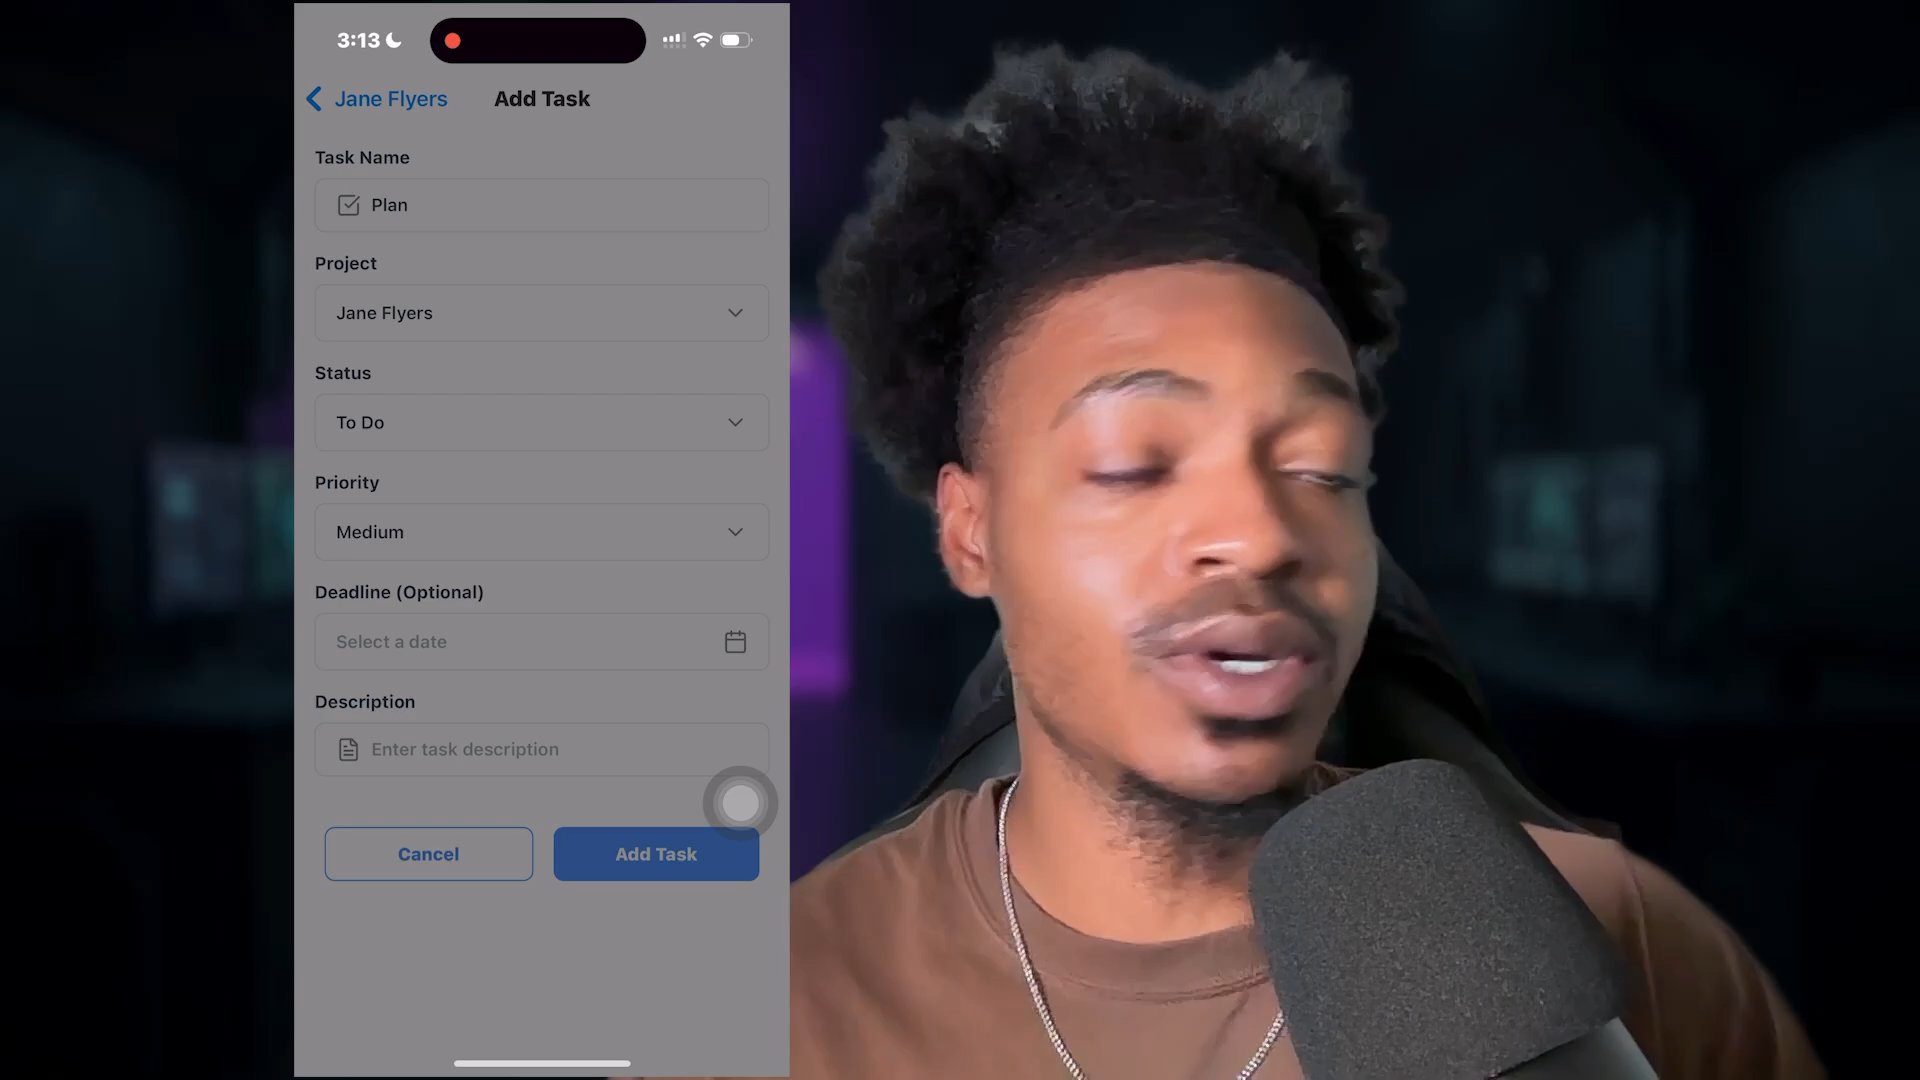 3:13
Jane Flyers
Add Task
Task Name
Plan
Project
Jane Flyers
Status
To Do
Priority
Medium
Deadline (Optional)
Select a date
Description
Enter task description
Cancel
Add Task